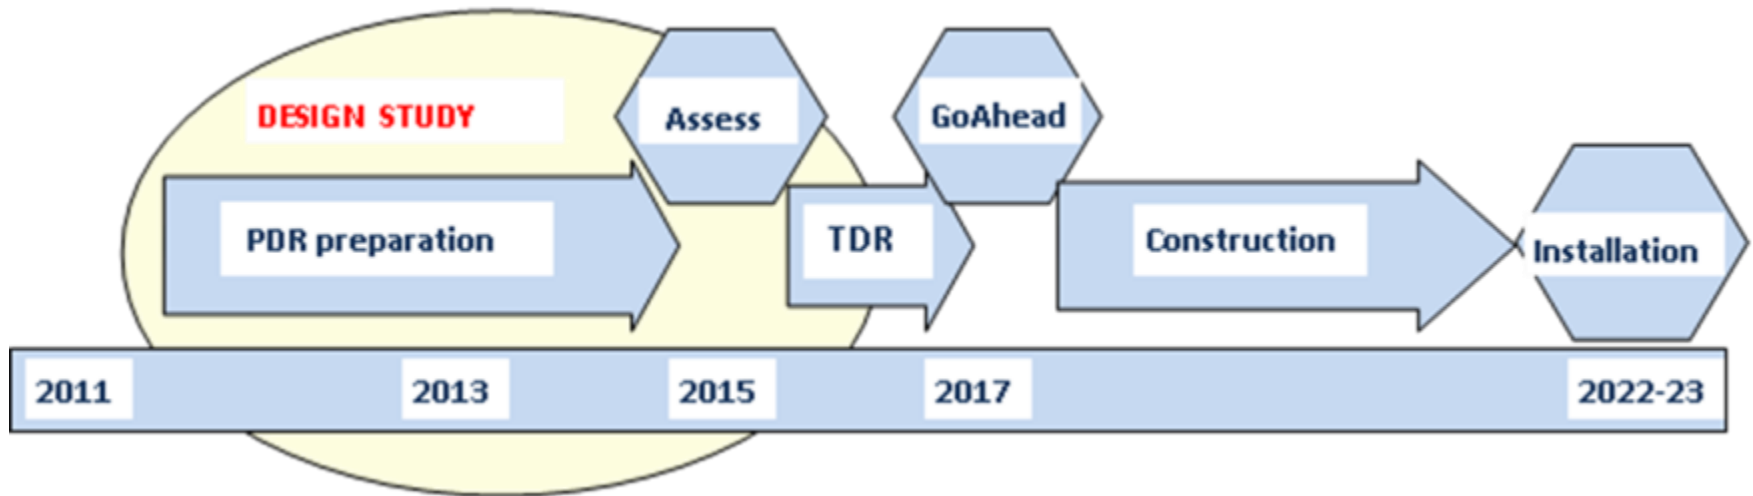 DESIGN STUDY
Assess
GoAhead
PDR preparation
TDR
Construction
Installation
2011
2013
2015
2017
2022-23